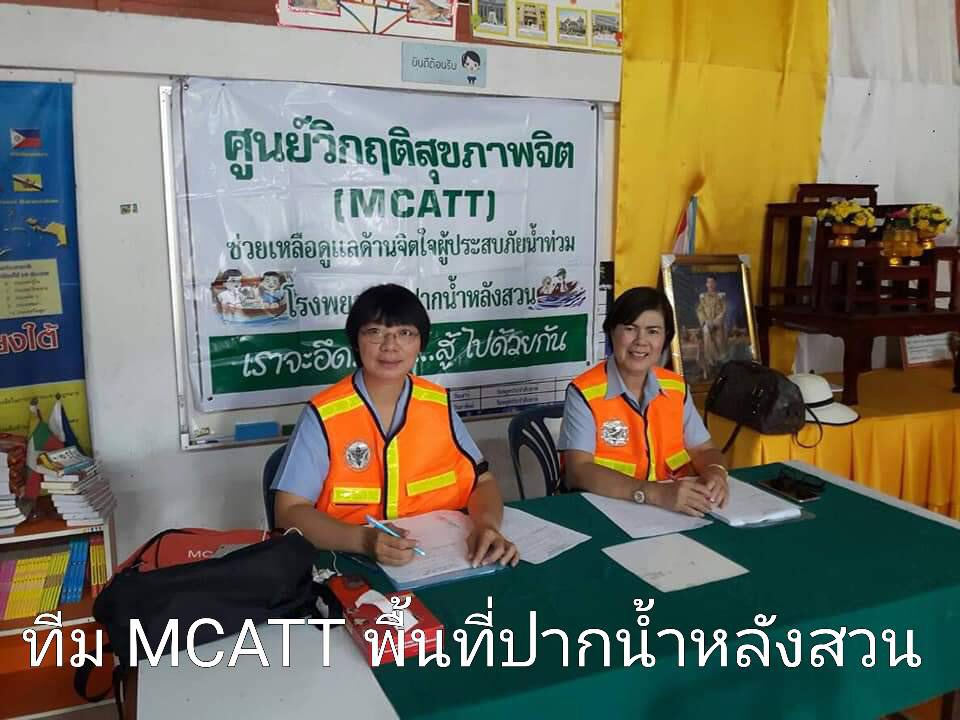 ยินดีต้อนรับ
ศูนย์วิกฤติสุขภาพจิต
(MCATT)
ช่วยเหลือดูแลด้านจิตใจผู้ประสบภัยน้ำท่วม
ปากน้ำหลังสวน
เราจะอึด สู้ ไปด้วยกัน
MC
ทีม MCATT พื้นที่ปากน้ำหลังสวน